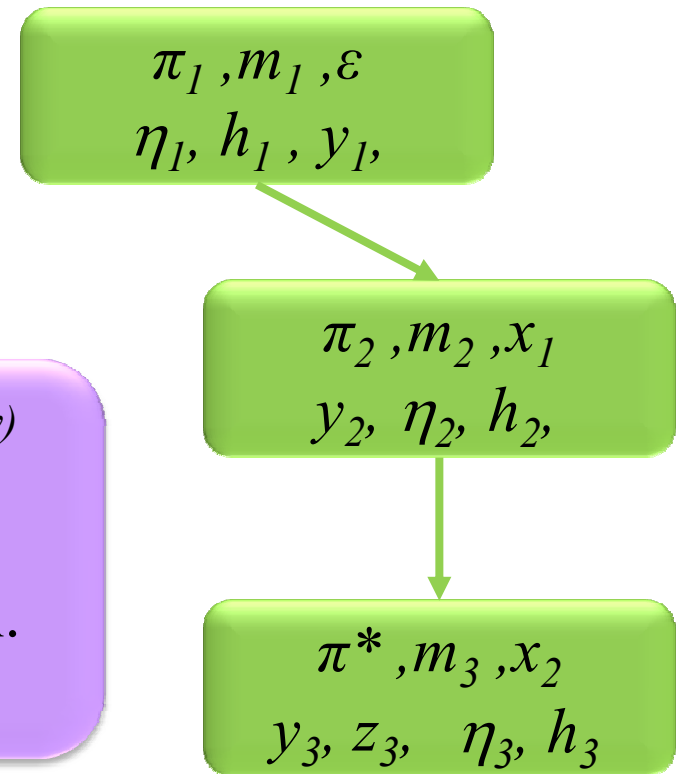 π₁ ,m₁ ,ε
η₁, h₁ , y₁,
π₂ ,m₂ ,x₁
y₂, η₂, h₂,
π* ,m₃ ,x₂
y₃, z₃, η₃, h₃